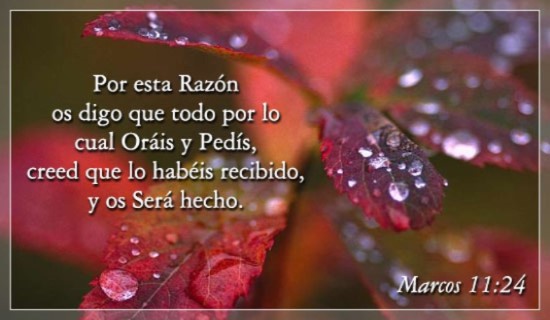 Por esta Razón
os digo que todo por lo
cual Oráis y Pedís,
creed que lo habéis recibido,
y os Será hecho.
Marcos 11:24